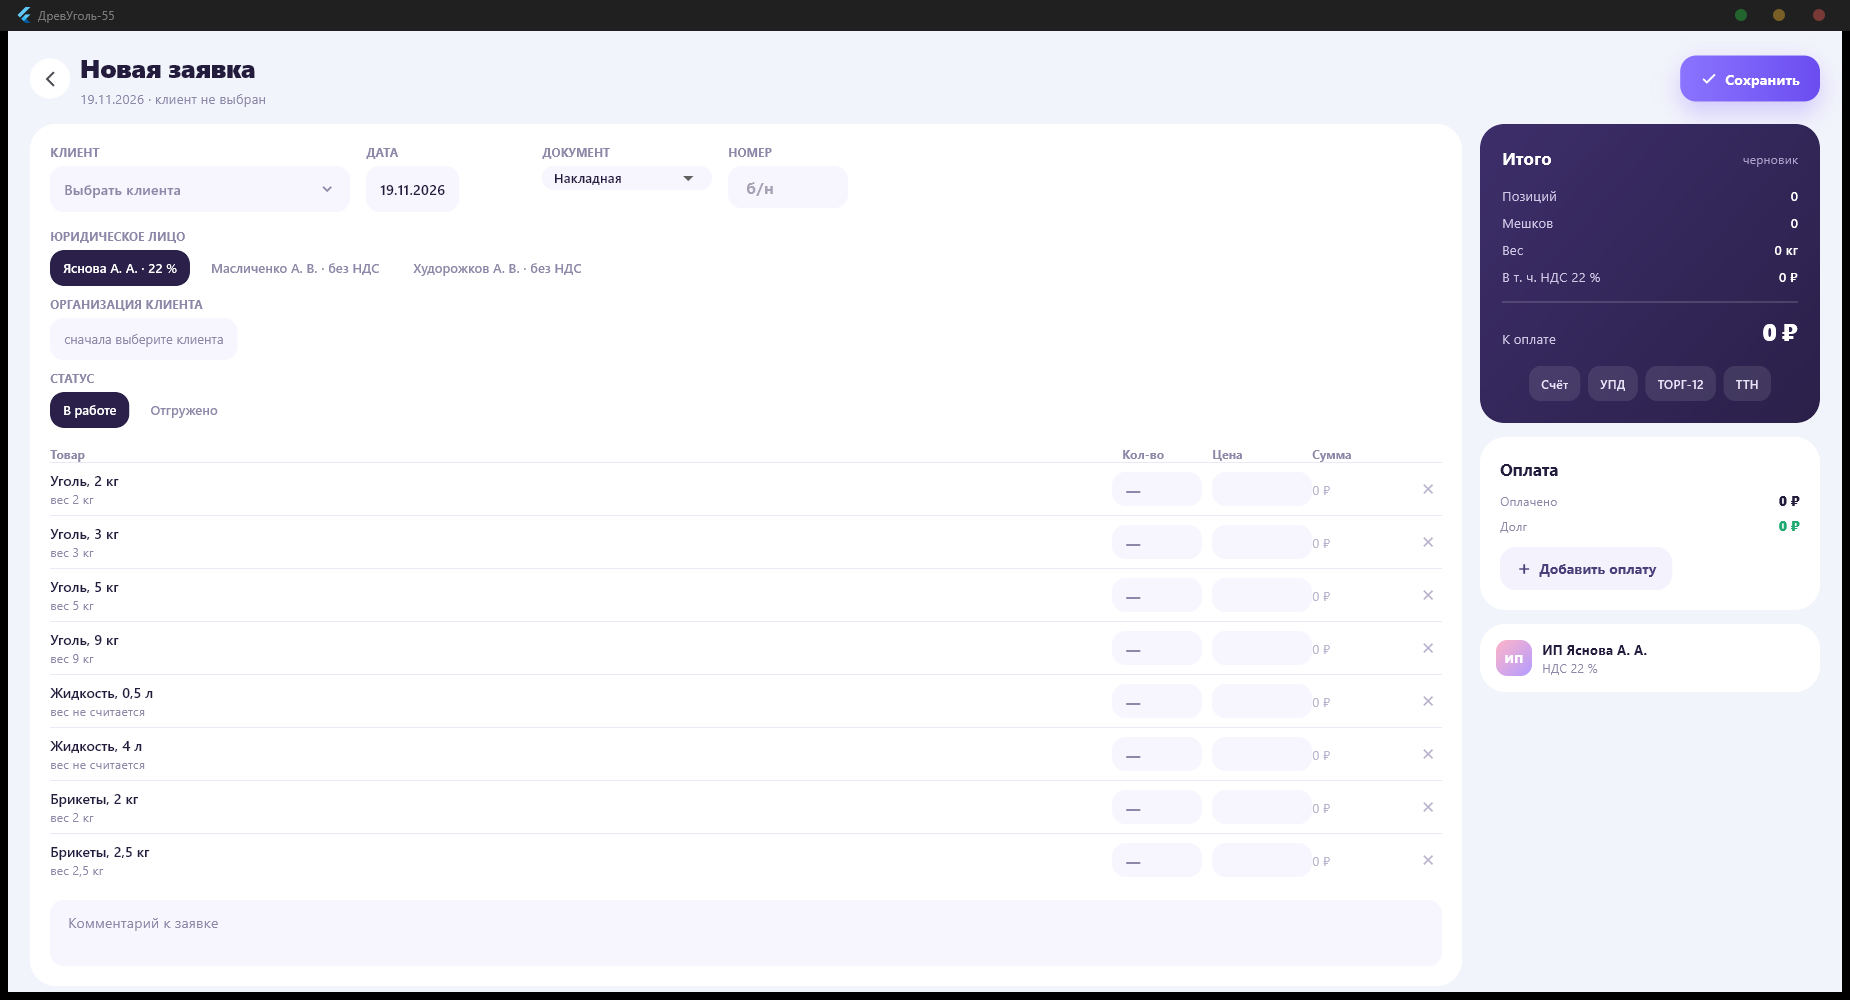 ДревУголь-55
Новая заявка
19.11.2026 · клиент не выбран
Сохранить
КЛИЕНТ
ДАТА
ДОКУМЕНТ
НОМЕР
Выбрать клиента
19.11.2026
Накладная
б/н
ЮРИДИЧЕСКОЕ ЛИЦО
Яснова А. А. · 22 %
Масличенко А. В. · без НДС
Худорожков А. В. · без НДС
ОРГАНИЗАЦИЯ КЛИЕНТА
сначала выберите клиента
СТАТУС
В работе
Отгружено
Товар Кол-во Цена Сумма
Уголь, 2 кг
вес 2 кг
— 0 ₽
Уголь, 3 кг
вес 3 кг
— 0 ₽
Уголь, 5 кг
вес 5 кг
— 0 ₽
Уголь, 9 кг
вес 9 кг
— 0 ₽
Жидкость, 0,5 л
вес не считается
— 0 ₽
Жидкость, 4 л
вес не считается
— 0 ₽
Брикеты, 2 кг
вес 2 кг
— 0 ₽
Брикеты, 2,5 кг
вес 2,5 кг
— 0 ₽
Комментарий к заявке
Итого черновик
Позиций 0
Мешков 0
Вес 0 кг
В т. ч. НДС 22 % 0 ₽
К оплате 0 ₽
Счёт УПД ТОРГ-12 ТТН
Оплата
Оплачено 0 ₽
Долг 0 ₽
+ Добавить оплату
ИП
ИП Яснова А. А.
НДС 22 %